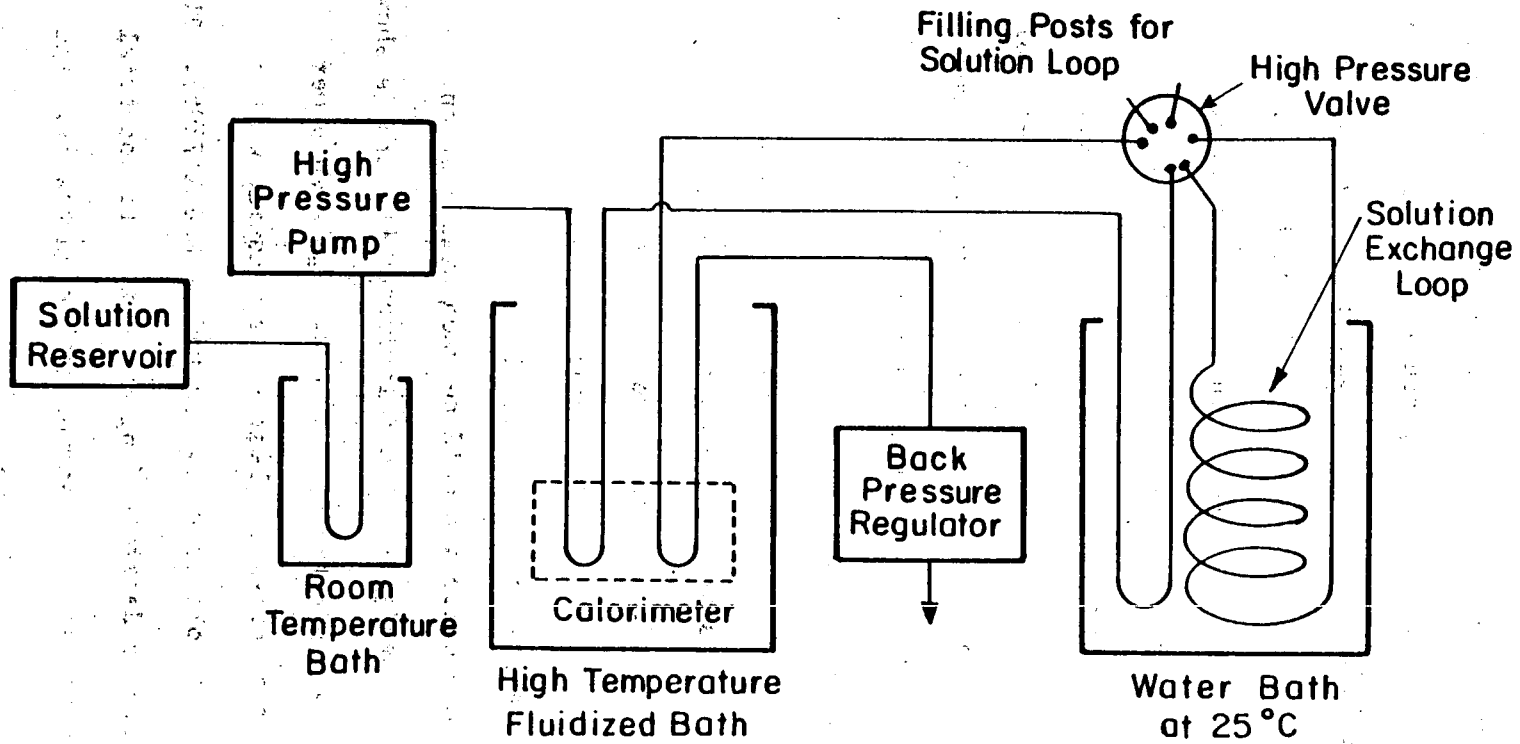 Filling Posts for
Solution Loop
High Pressure
Valve
High
Pressure
Pump
Solution
Exchange
Loop
Solution
Reservoir
Back
Pressure
Regulator
Calorimeter
Room
Temperature
Bath
High Temperature
Fluidized Bath
Water Bath
at 25°C